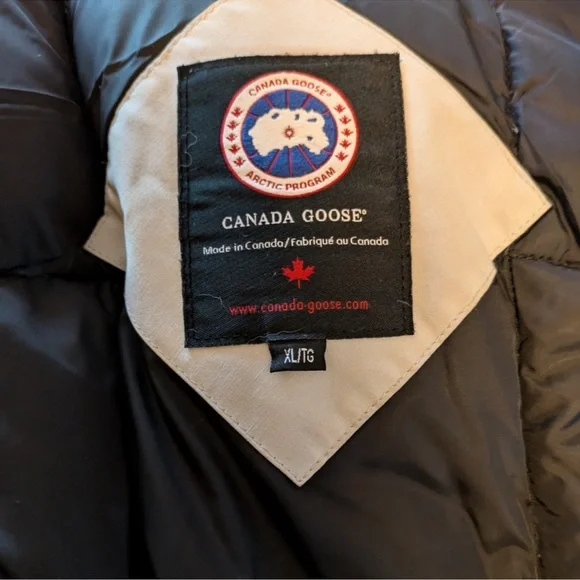 CANADA GOOSE®
ARCTIC PROGRAM
CANADA GOOSE®
Made in Canada/Fabriqué au Canada
www.canada-goose.com
XL/TG